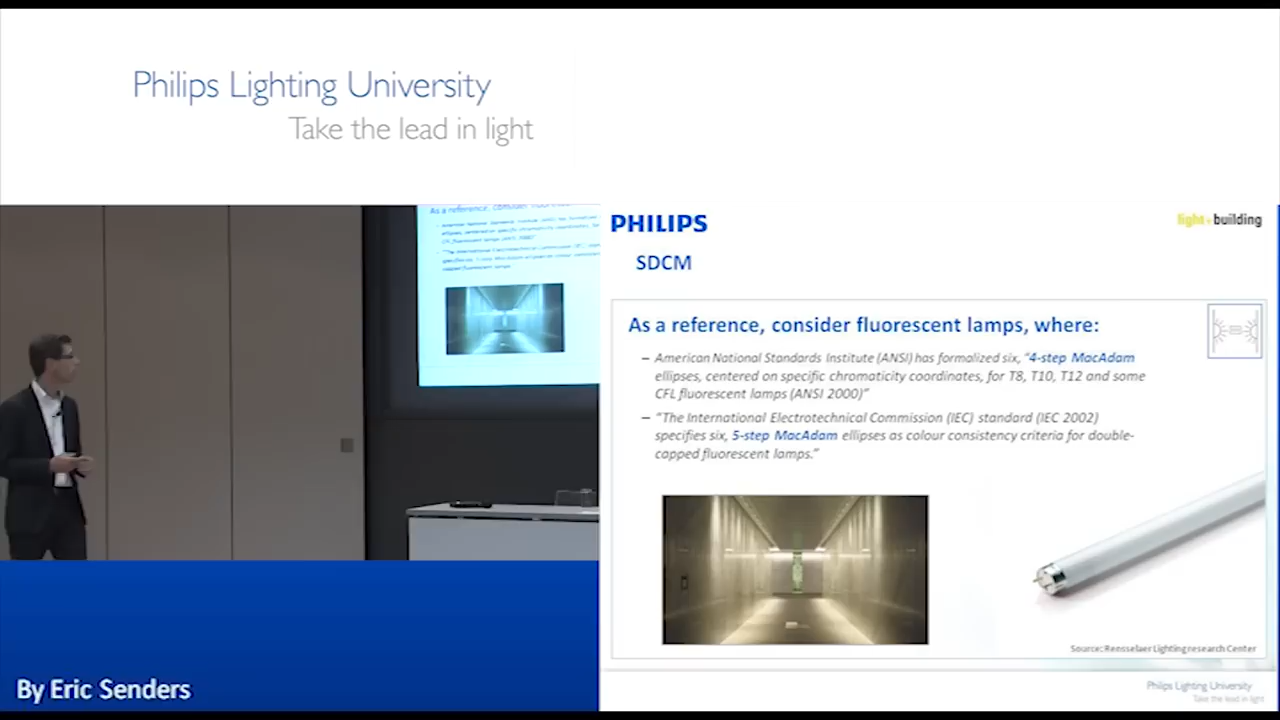 Philips Lighting University
Take the lead in light
PHILIPS
light+building
SDCM
As a reference, consider fluorescent lamps, where:
– American National Standards Institute (ANSI) has formalized six, “4-step MacAdam
ellipses, centered on specific chromaticity coordinates, for T8, T10, T12 and some
CFL fluorescent lamps (ANSI 2000)”
– “The International Electrotechnical Commission (IEC) standard (IEC 2002)
specifies six, 5-step MacAdam ellipses as colour consistency criteria for double-
capped fluorescent lamps.”
Source: Rensselaer Lighting research Center
Philips Lighting University
Take the lead in light
By Eric Senders
As a reference, consider